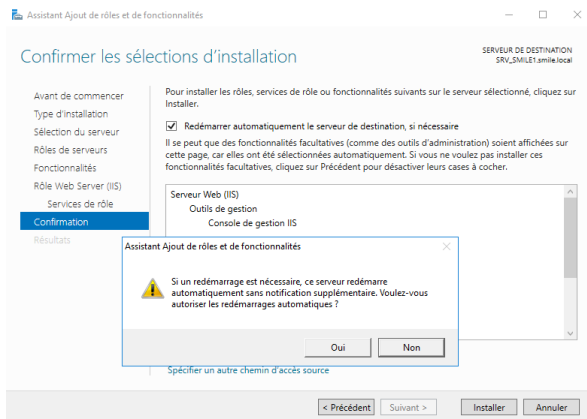 Assistant Ajout de rôles et de fonctionnalités
Confirmer les sélections d'installation
SERVEUR DE DESTINATION
SRV_SMILE1.smile.local
Avant de commencer
Type d'installation
Sélection du serveur
Rôles de serveurs
Fonctionnalités
Rôle Web Server (IIS)
Services de rôle
Confirmation
Résultats
Pour installer les rôles, services de rôle ou fonctionnalités suivants sur le serveur sélectionné, cliquez sur
Installer.
Redémarrer automatiquement le serveur de destination, si nécessaire
Il se peut que des fonctionnalités facultatives (comme des outils d'administration) soient affichées sur
cette page, car elles ont été sélectionnées automatiquement. Si vous ne voulez pas installer ces
fonctionnalités facultatives, cliquez sur Précédent pour désactiver leurs cases à cocher.
Serveur Web (IIS)
Outils de gestion
Console de gestion IIS
Assistant Ajout de rôles et de fonctionnalités
Si un redémarrage est nécessaire, ce serveur redémarre
automatiquement sans notification supplémentaire. Voulez-vous
autoriser les redémarrages automatiques ?
Oui
Non
Spécifier un autre chemin d'accès source
< Précédent
Suivant >
Installer
Annuler